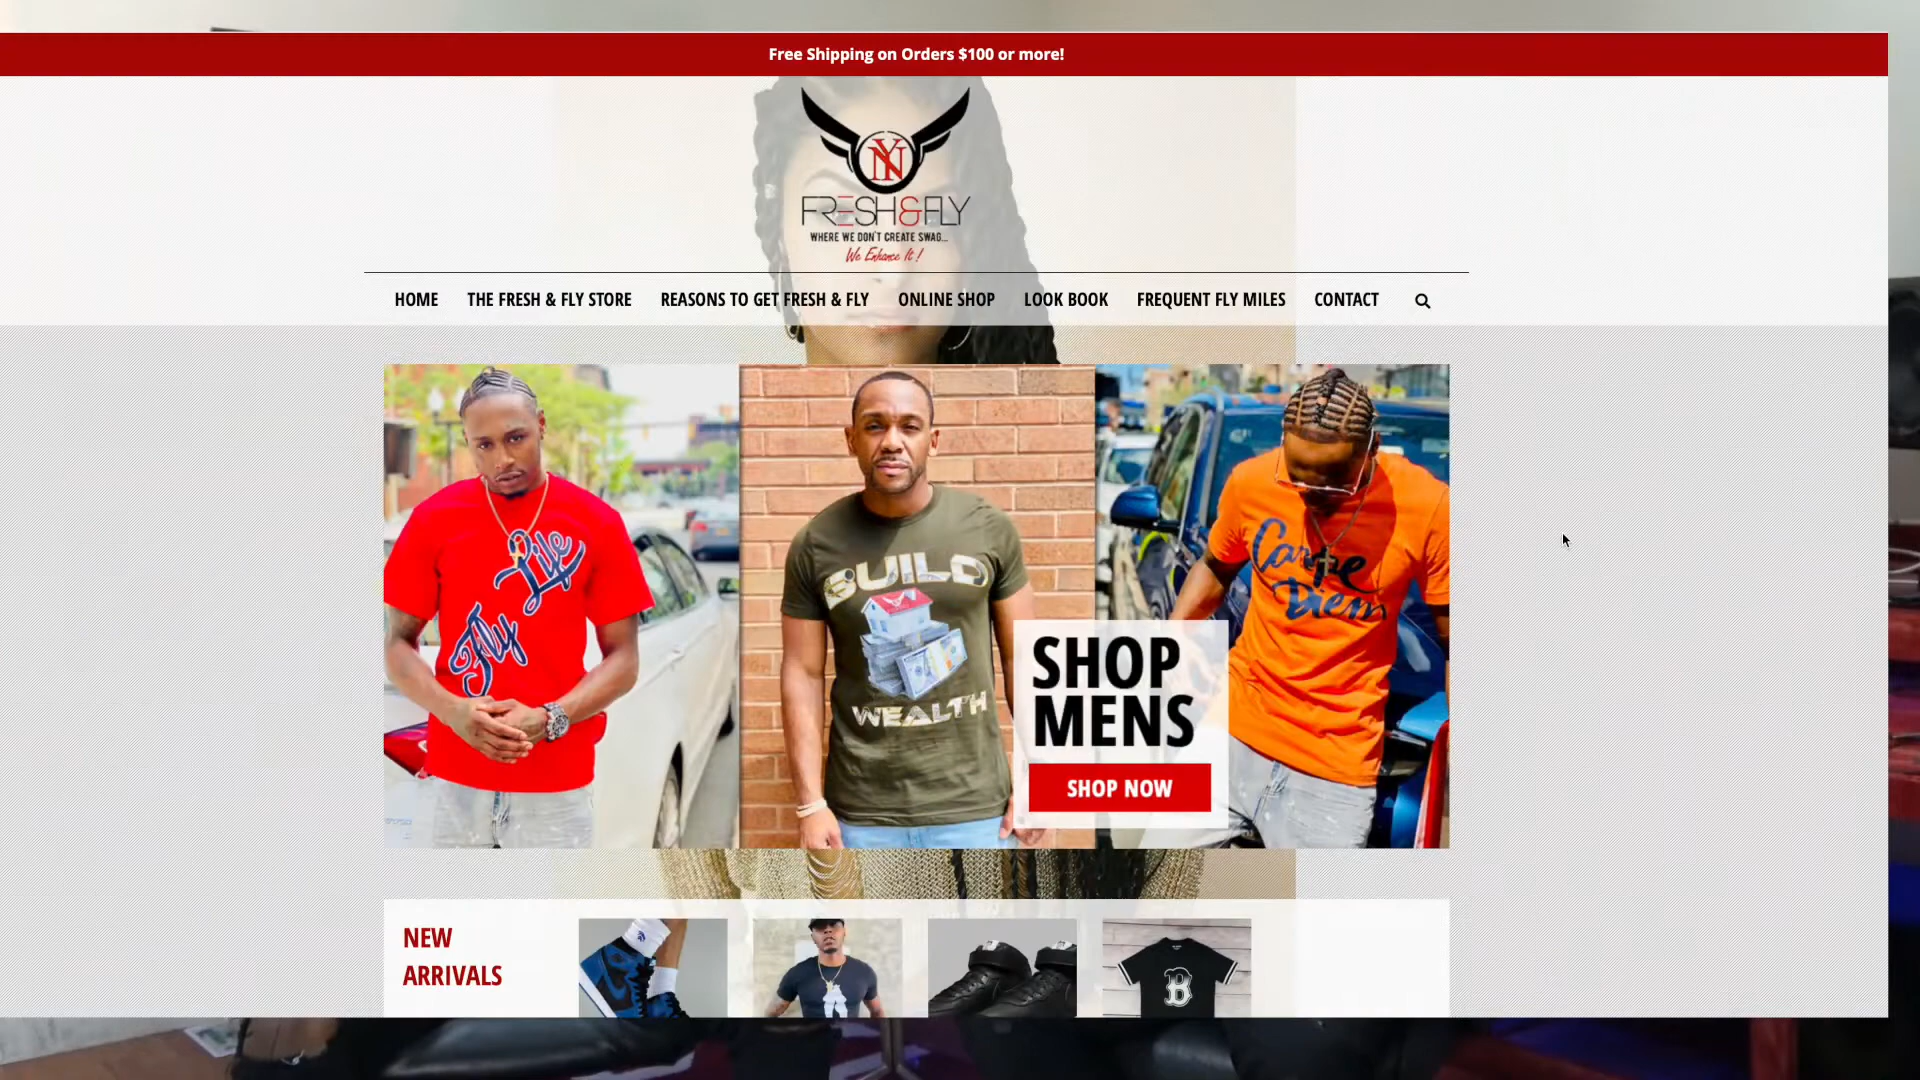 Free Shipping on Orders $100 or more!
NY
FRESH&FLY
WHERE WE DON'T CREATE SWAG...
We Enhance It !
HOME THE FRESH & FLY STORE REASONS TO GET FRESH & FLY ONLINE SHOP LOOK BOOK FREQUENT FLY MILES CONTACT
Fly Life
BUILD
WEALTH
Carpe
Diem
SHOP
MENS
SHOP NOW
NEW
ARRIVALS
B